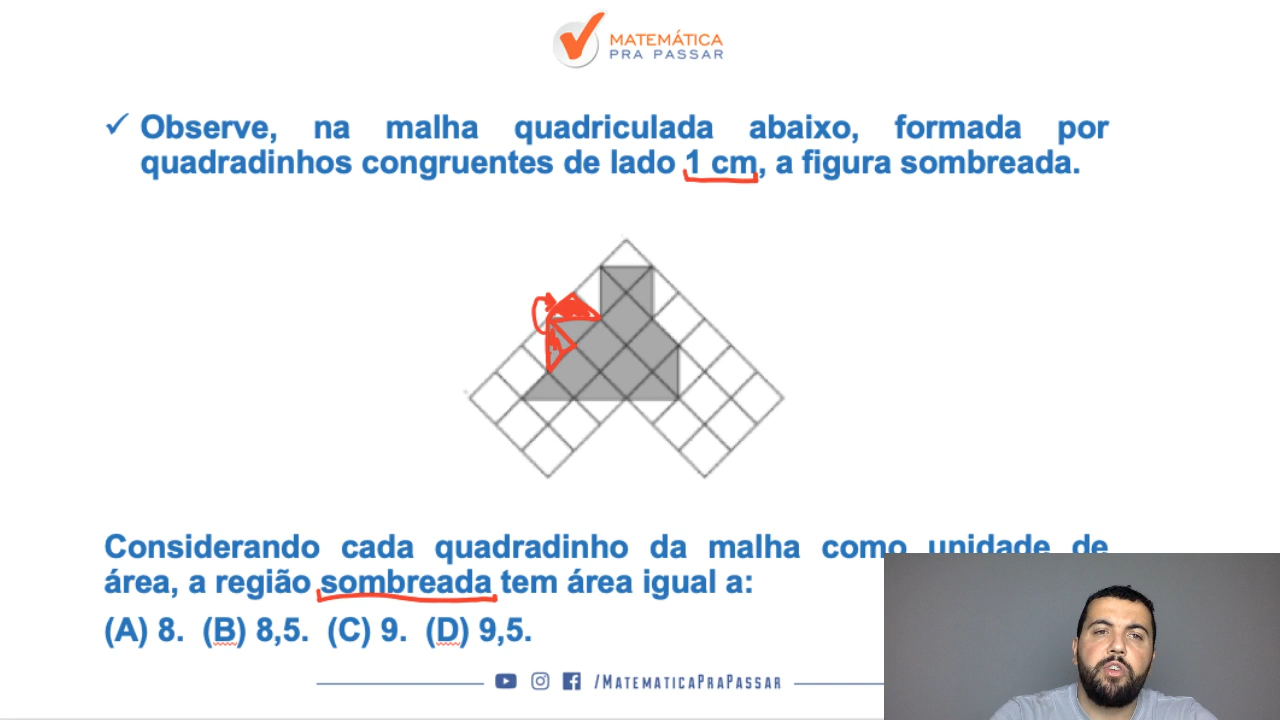 MATEMÁTICA
PRA PASSAR
Observe, na malha quadriculada abaixo, formada por
quadradinhos congruentes de lado 1 cm, a figura sombreada.
Considerando cada quadradinho da malha como unidade de
área, a região sombreada tem área igual a:
(A) 8. (B) 8,5. (C) 9. (D) 9,5.
/MATEMATICAPRAPASSAR